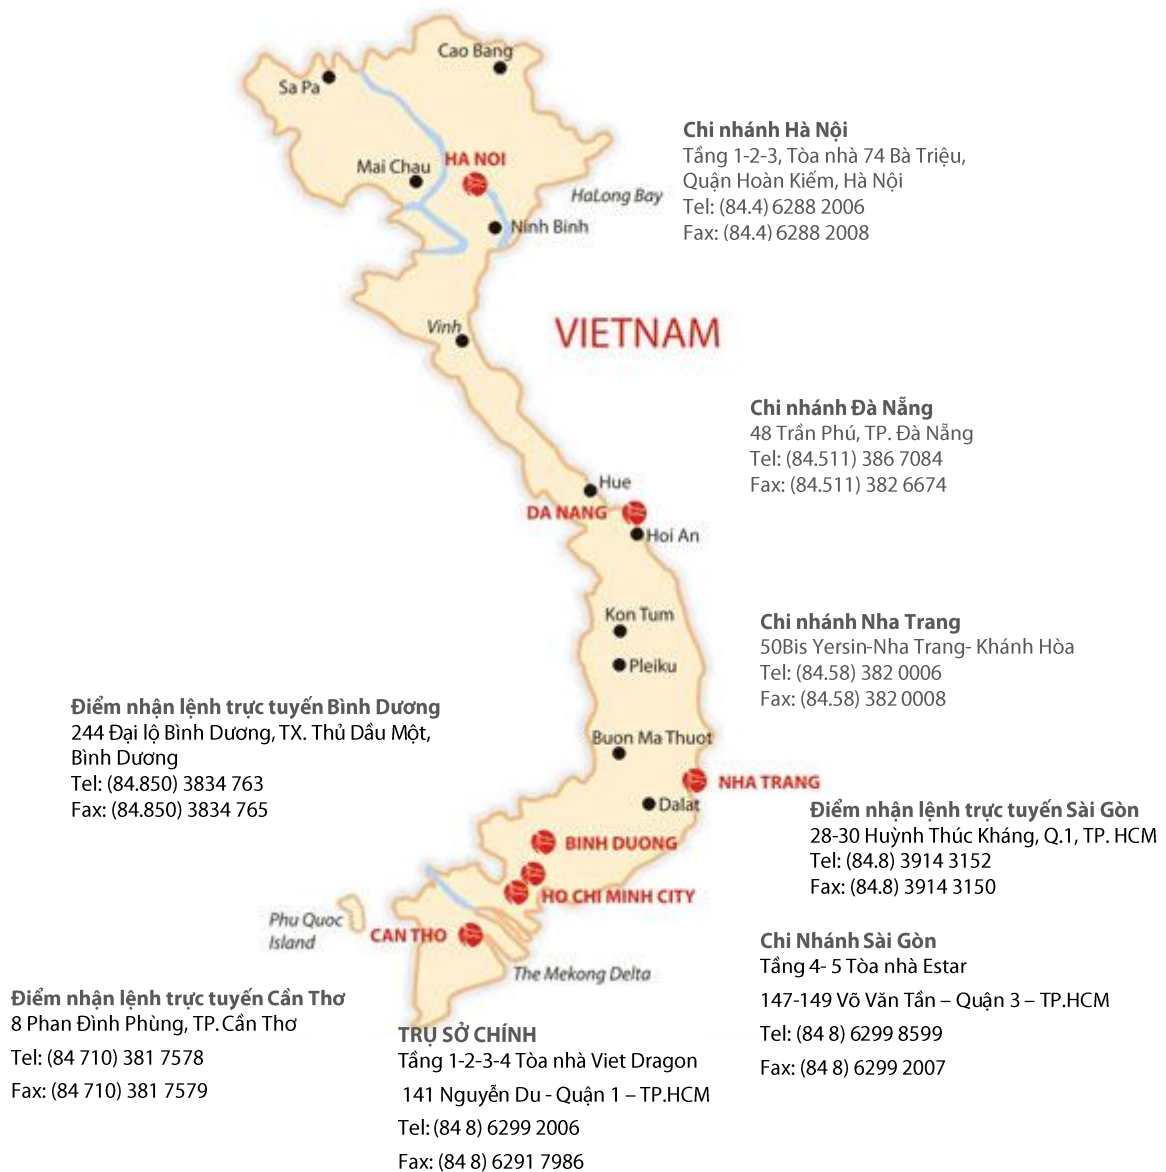 Cao Bang
Sa Pa
Mai Chau
HA NOI
HaLong Bay
Ninh Binh
Chi nhánh Hà Nội
Tầng 1-2-3, Tòa nhà 74 Bà Triệu,
Quận Hoàn Kiếm, Hà Nội
Tel: (84.4) 6288 2006
Fax: (84.4) 6288 2008
Vinh
VIETNAM
Chi nhánh Đà Nẵng
48 Trần Phú, TP. Đà Nẵng
Tel: (84.511) 386 7084
Fax: (84.511) 382 6674
Hue
DA NANG
Hoi An
Kon Tum
Pleiku
Chi nhánh Nha Trang
50Bis Yersin-Nha Trang- Khánh Hòa
Tel: (84.58) 382 0006
Fax: (84.58) 382 0008
Điểm nhận lệnh trực tuyến Bình Dương
244 Đại lộ Bình Dương, TX. Thủ Dầu Một,
Bình Dương
Tel: (84.850) 3834 763
Fax: (84.850) 3834 765
Buon Ma Thuot
NHA TRANG
Dalat
BINH DUONG
HO CHI MINH CITY
Điểm nhận lệnh trực tuyến Sài Gòn
28-30 Huỳnh Thúc Kháng, Q.1, TP. HCM
Tel: (84.8) 3914 3152
Fax: (84.8) 3914 3150
Phu Quoc
Island
CAN THO
The Mekong Delta
Chi Nhánh Sài Gòn
Tầng 4- 5 Tòa nhà Estar
147-149 Võ Văn Tần – Quận 3 – TP.HCM
Tel: (84 8) 6299 8599
Fax: (84 8) 6299 2007
Điểm nhận lệnh trực tuyến Cần Thơ
8 Phan Đình Phùng, TP. Cần Thơ
Tel: (84 710) 381 7578
Fax: (84 710) 381 7579
TRỤ SỞ CHÍNH
Tầng 1-2-3-4 Tòa nhà Viet Dragon
141 Nguyễn Du - Quận 1 – TP.HCM
Tel: (84 8) 6299 2006
Fax: (84 8) 6291 7986